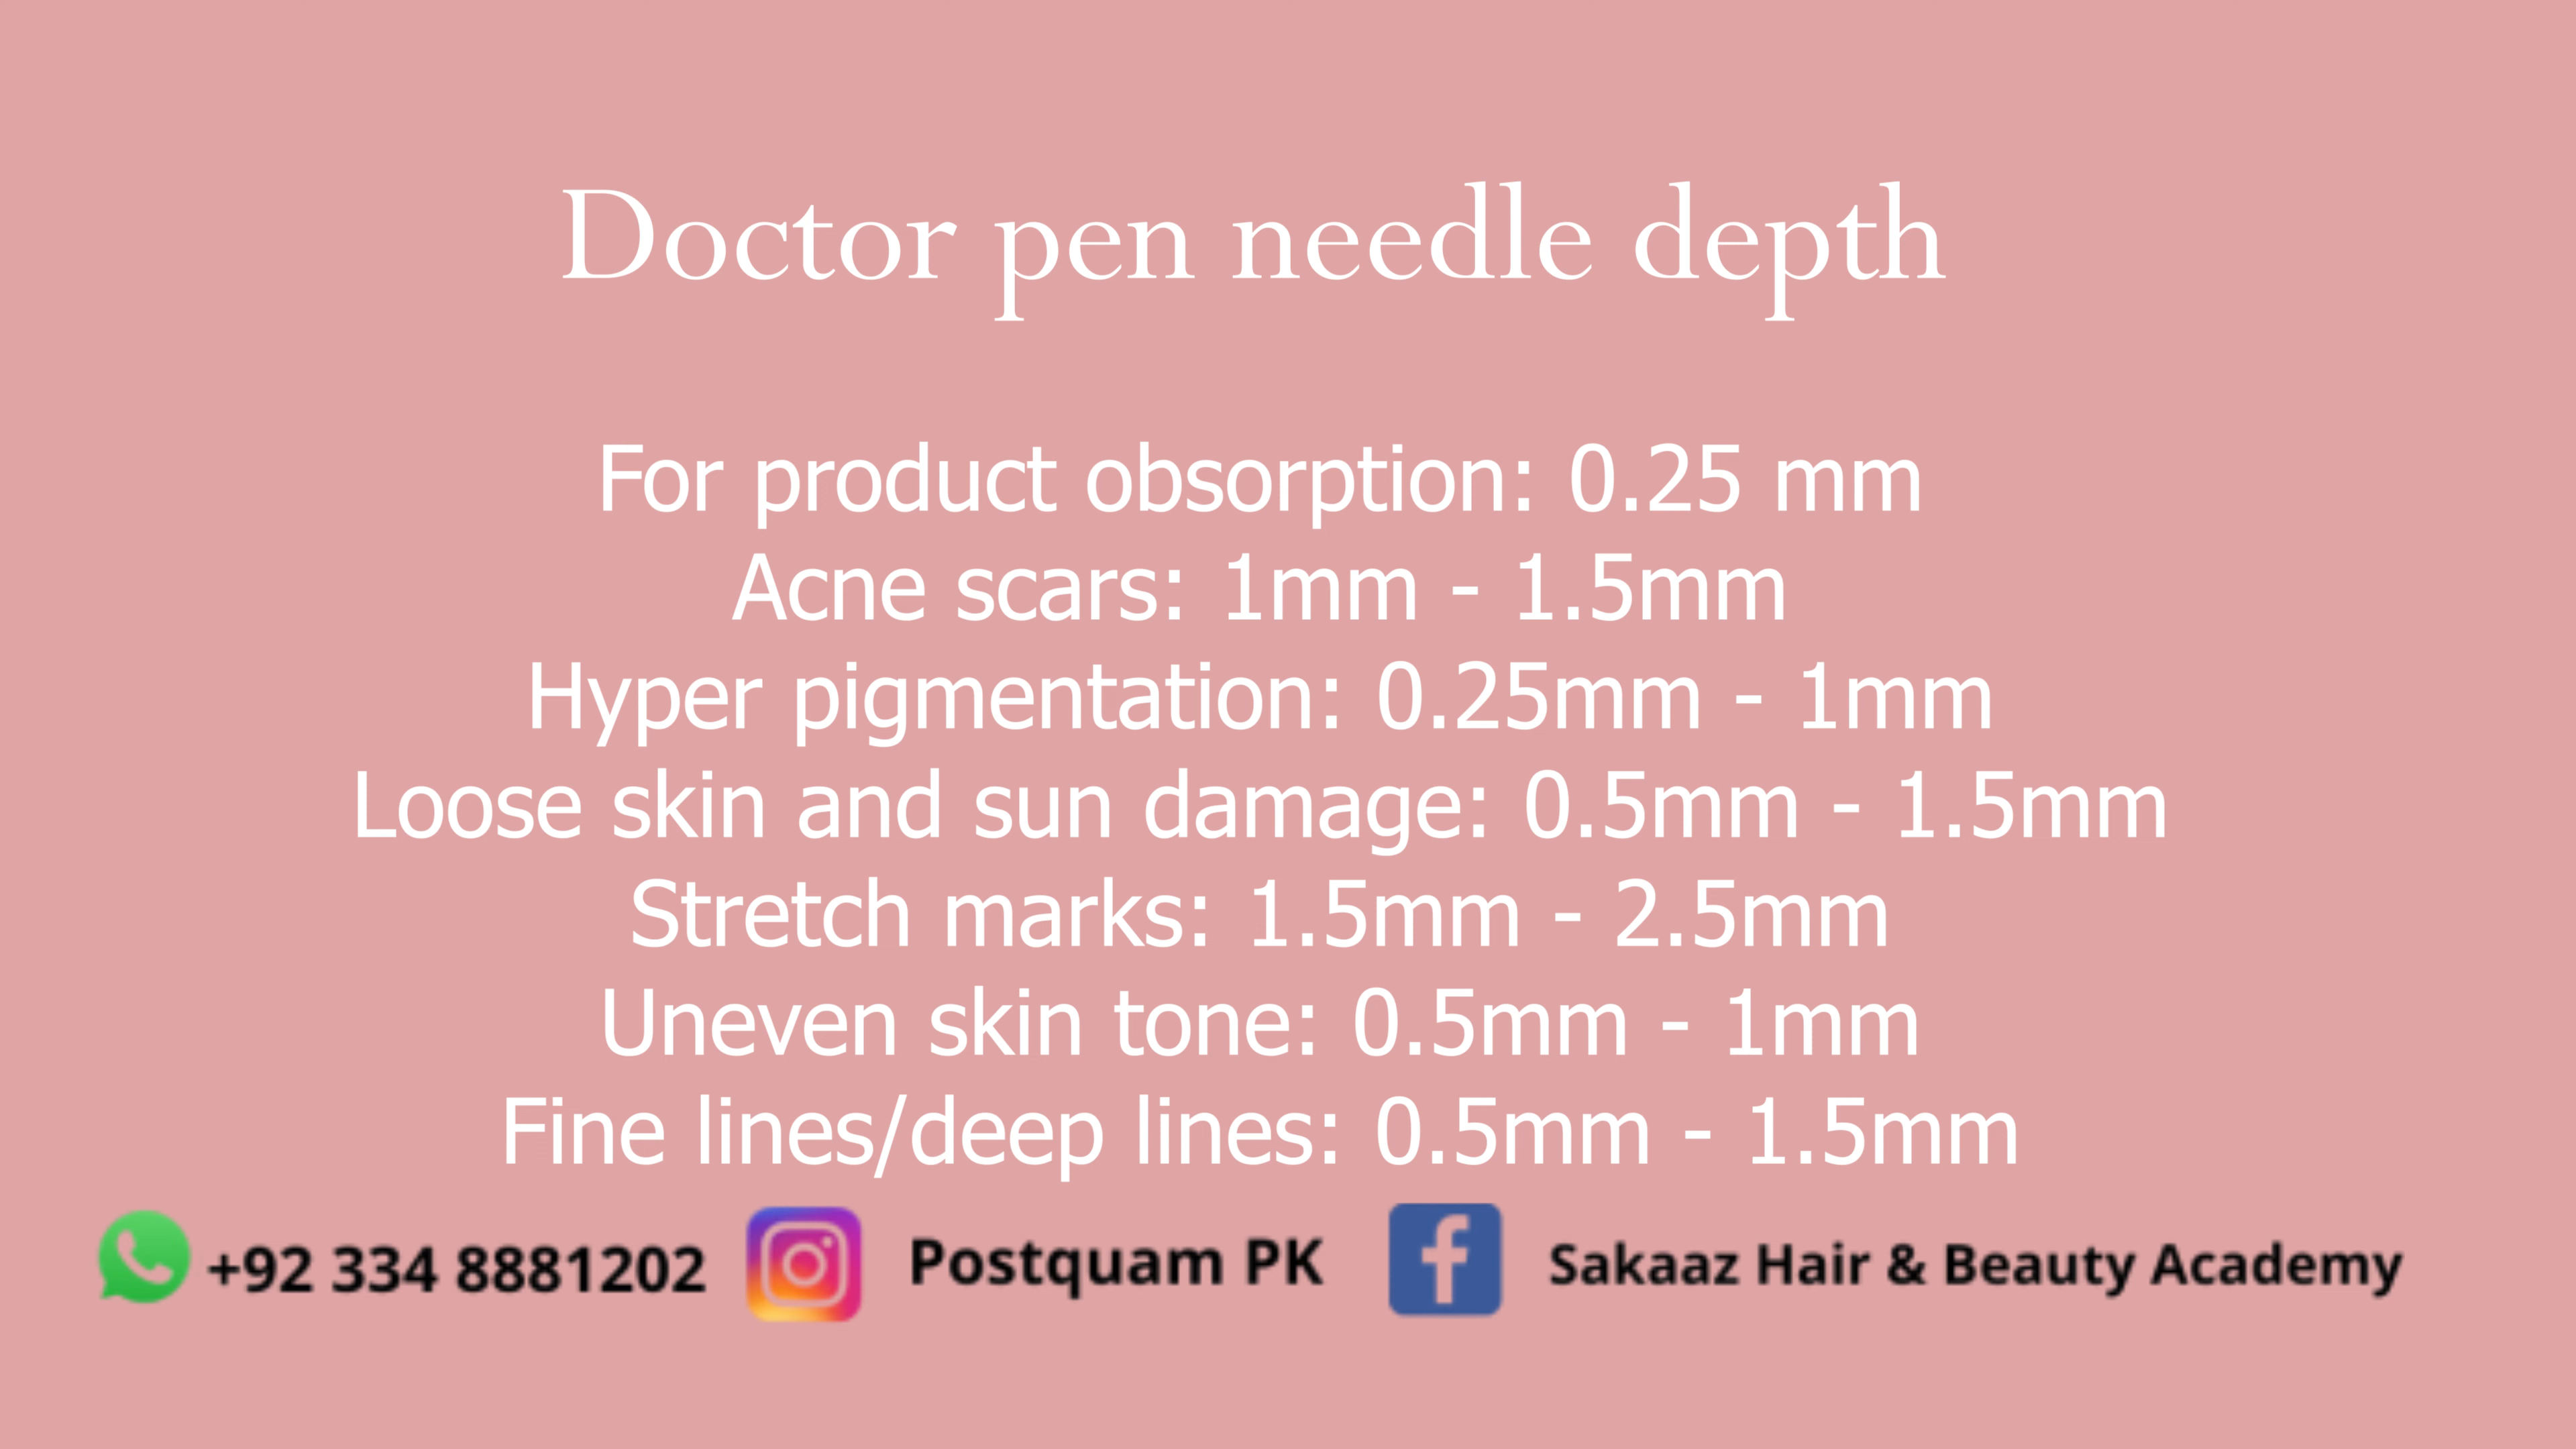 Doctor pen needle depth
For product obsorption: 0.25 mm
Acne scars: 1mm - 1.5mm
Hyper pigmentation: 0.25mm - 1mm
Loose skin and sun damage: 0.5mm - 1.5mm
Stretch marks: 1.5mm - 2.5mm
Uneven skin tone: 0.5mm - 1mm
Fine lines/deep lines: 0.5mm - 1.5mm
+92 334 8881202 Postquam PK Sakaaz Hair & Beauty Academy